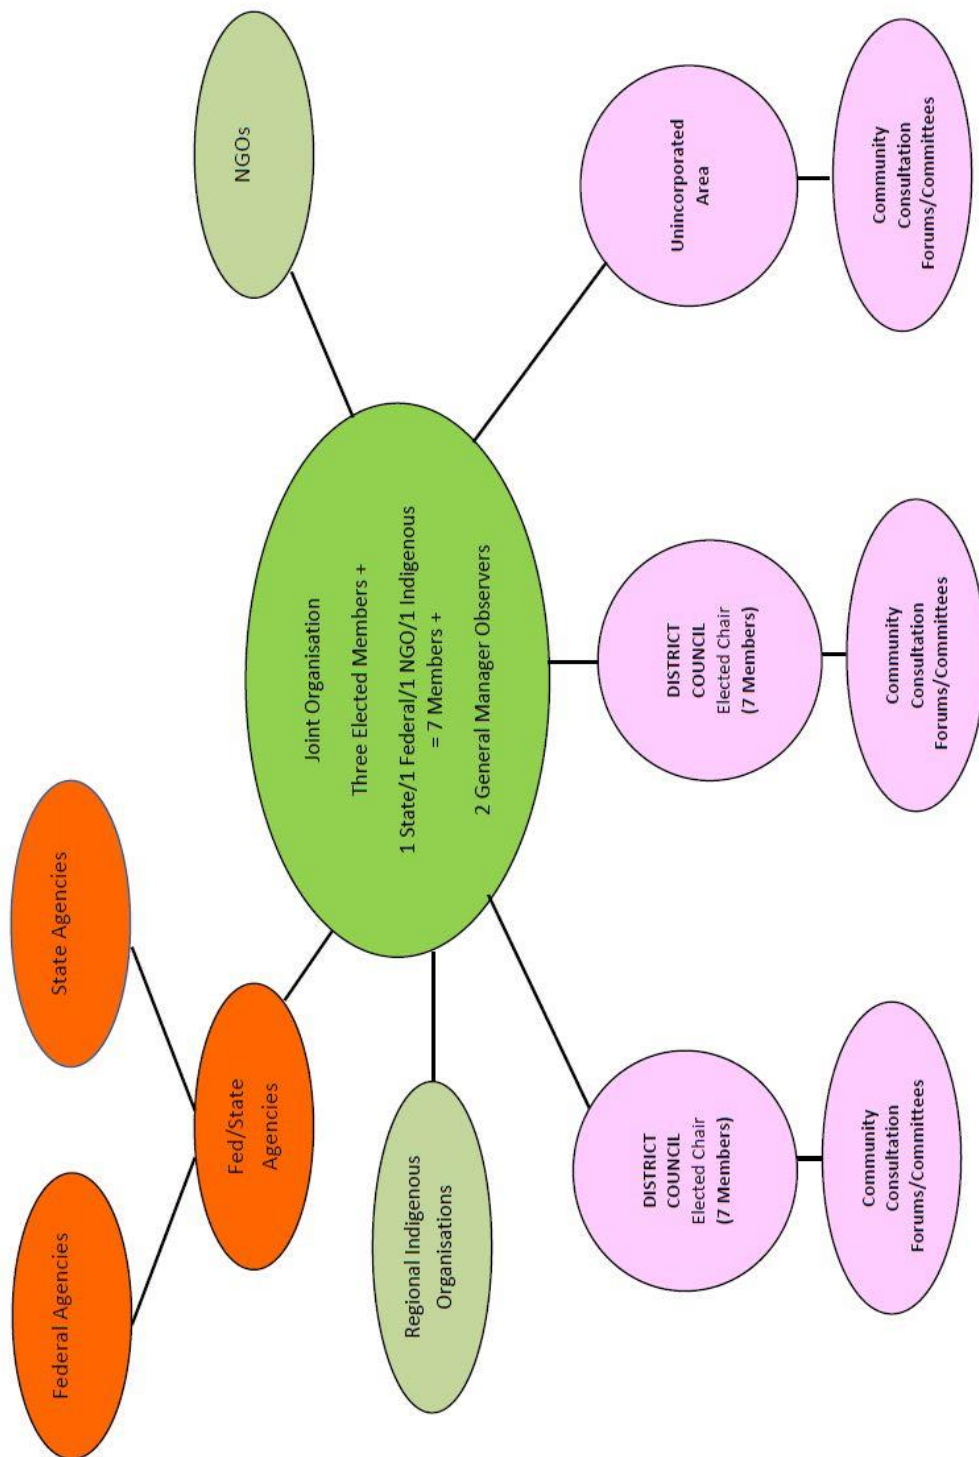 Federal Agencies
State Agencies
Fed/State
Agencies
NGOs
Regional Indigenous
Organisations
Joint Organisation
Three Elected Members +
1 State/1 Federal/1 NGO/1 Indigenous
= 7 Members +
2 General Manager Observers
DISTRICT
COUNCIL
Elected Chair
(7 Members)
DISTRICT
COUNCIL
Elected Chair
(7 Members)
Unincorporated
Area
Community
Consultation
Forums/Committees
Community
Consultation
Forums/Committees
Community
Consultation
Forums/Committees